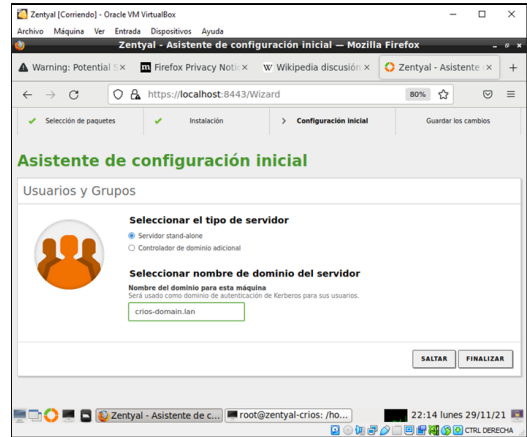 Zentyal [Corriendo] - Oracle VM VirtualBox
Archivo Máquina Ver Entrada Dispositivos Ayuda
Zentyal - Asistente de configuración inicial — Mozilla Firefox
Warning: Potential S
Firefox Privacy Noti
Wikipedia discusión
Zentyal - Asistente
https://localhost:8443/Wizard
80%
Selección de paquetes
Instalación
Configuración inicial
Guardar los cambios
Asistente de configuración inicial
Usuarios y Grupos
Seleccionar el tipo de servidor
Servidor stand-alone
Controlador de dominio adicional
Seleccionar nombre de dominio del servidor
Nombre del dominio para esta máquina
Será usado como dominio de autenticación de Kerberos para sus usuarios.
crios-domain.lan
SALTAR
FINALIZAR
Zentyal - Asistente de c...
root@zentyal-crios: /ho...
22:14 lunes 29/11/21
CTRL DERECHA